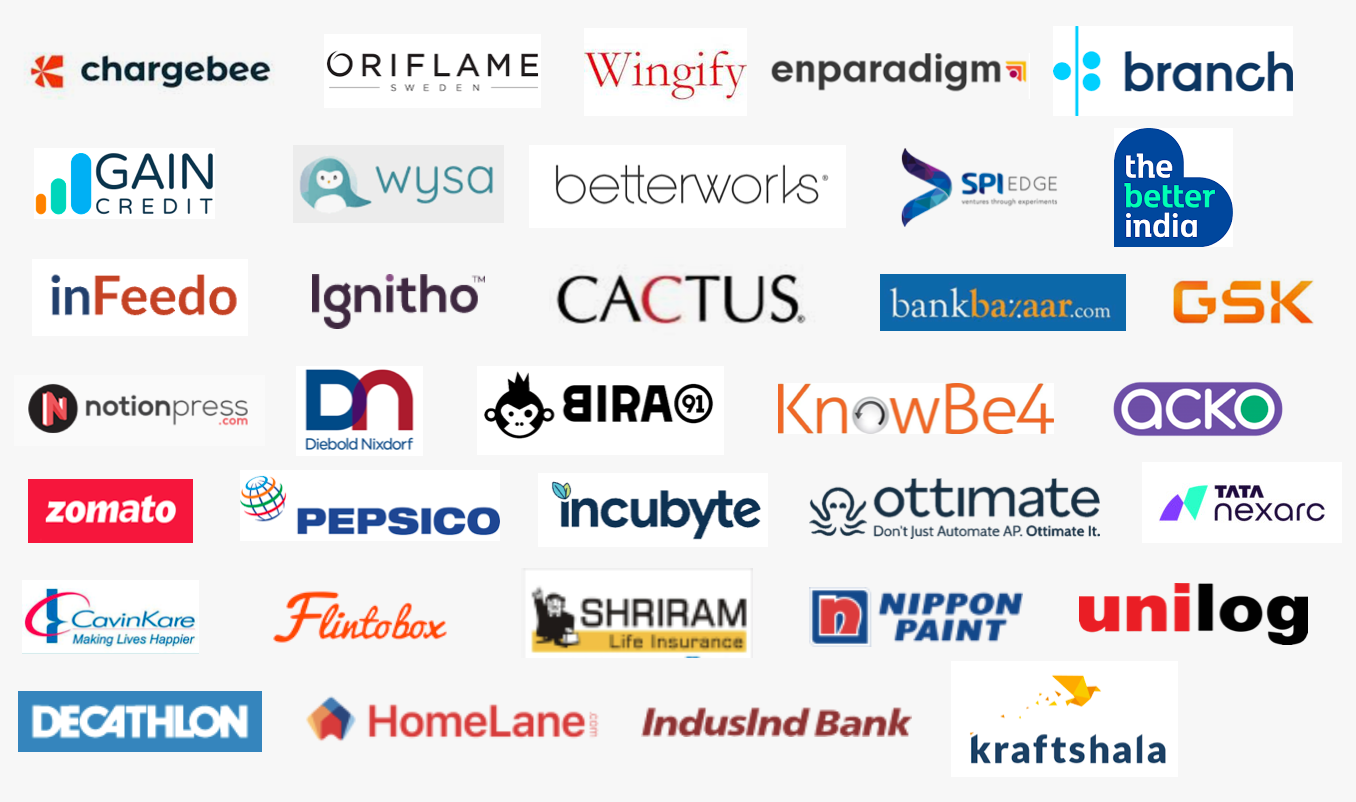 chargebee
ORIFLAME
SWEDEN
Wingify
enparadigm
branch
GAIN
CREDIT
wysa
betterworks®
SPI EDGE
ventures through experiments
the
better
india
inFeedo
Ignitho™
CACTUS®
bankbazaar.com
GSK
notionpress
.com
DN
Diebold Nixdorf
BIRA 91
KnowBe4
ACKO
zomato
PEPSICO
incubyte
ottimate
Don't Just Automate AP. Ottimate It.
TATA
nexarc
CavinKare
Making Lives Happier
Flintobox
SHRIRAM
Life Insurance
n
NIPPON
PAINT
unilog
DECATHLON
HomeLane.com
IndusInd Bank
kraftshala